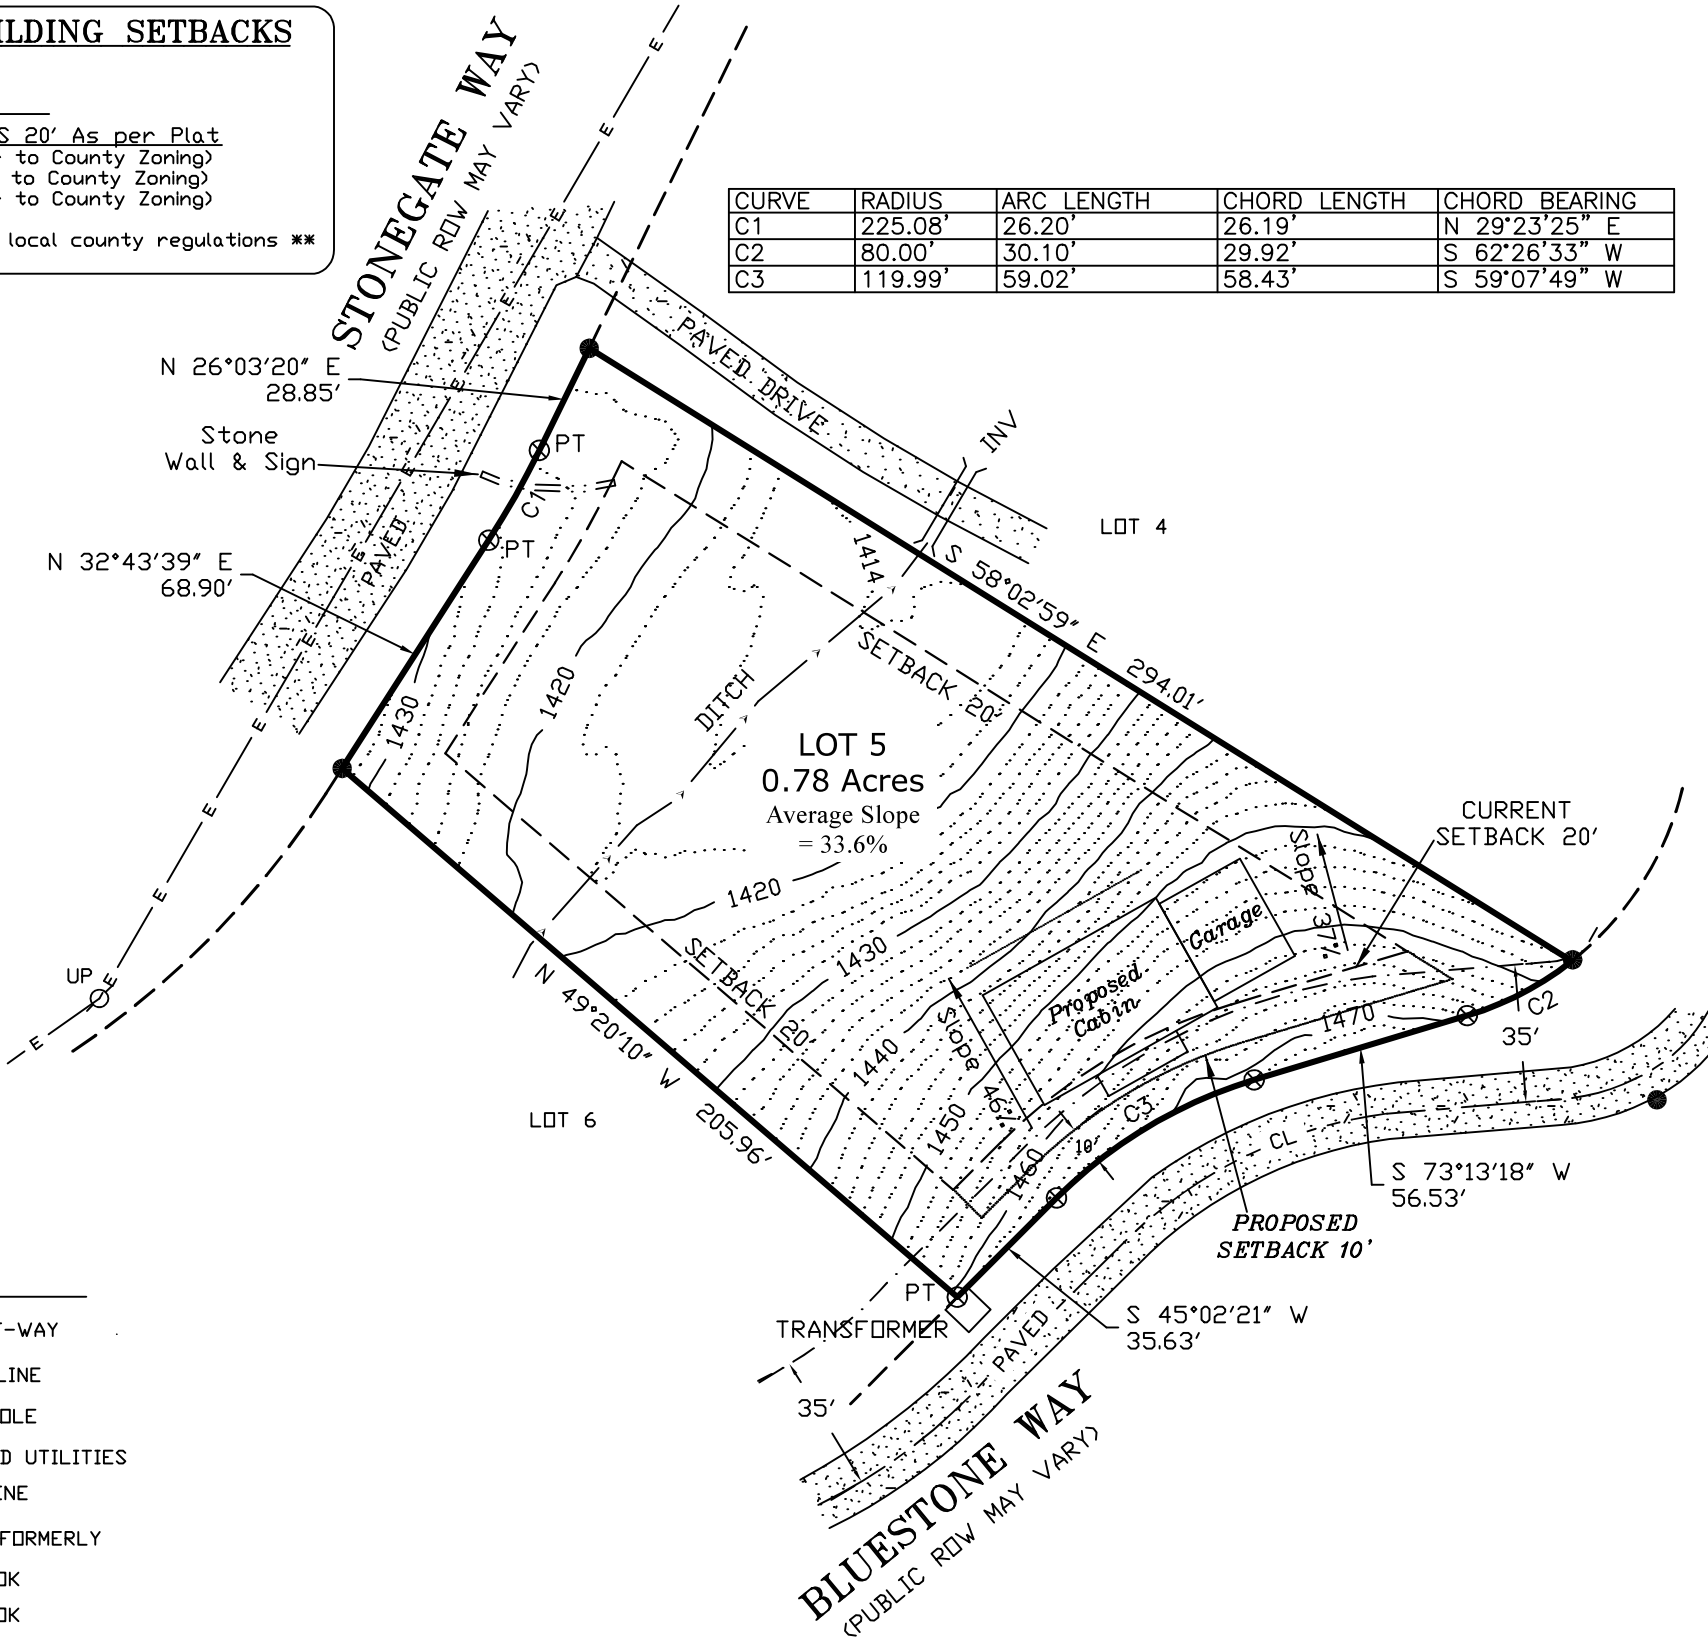 ILDING SETBACKS
S 20' As per Plat
to County Zoning)
to County Zoning)
to County Zoning)
local county regulations **
STONEGATE WAY
(PUBLIC ROW MAY VARY)
CURVE RADIUS ARC LENGTH CHORD LENGTH CHORD BEARING
C1 225.08' 26.20' 26.19' N 29°23'25" E
C2 80.00' 30.10' 29.92' S 62°26'33" W
C3 119.99' 59.02' 58.43' S 59°07'49" W
E
E
E
E
E
E
E
E
E
E
E
E
E
PAVED DRIVE
N 26°03'20" E
28.85'
Stone
Wall & Sign
PT
C1
PT
INV
LOT 4
PAVED
N 32°43'39" E
68.90'
1414
S 58°02'59" E 294.01'
SETBACK 20'
1430
1420
DITCH
LOT 5
0.78 Acres
Average Slope
= 33.6%
CURRENT
SETBACK 20'
Slope 37%
1420
Garage
1430
Proposed
Cabin
UP
SETBACK 20'
N 49°20'10" W 205.96'
Slope 46%
1440
1450
1460
1470
C2
35'
C3
10'
CL
LOT 6
S 73°13'18" W
56.53'
PROPOSED
SETBACK 10'
PT
TRANSFORMER
S 45°02'21" W
35.63'
PAVED
35'
BLUESTONE WAY
(PUBLIC ROW MAY VARY)
T-WAY
LINE
OLE
D UTILITIES
ENE
FORMERLY
OK
OK